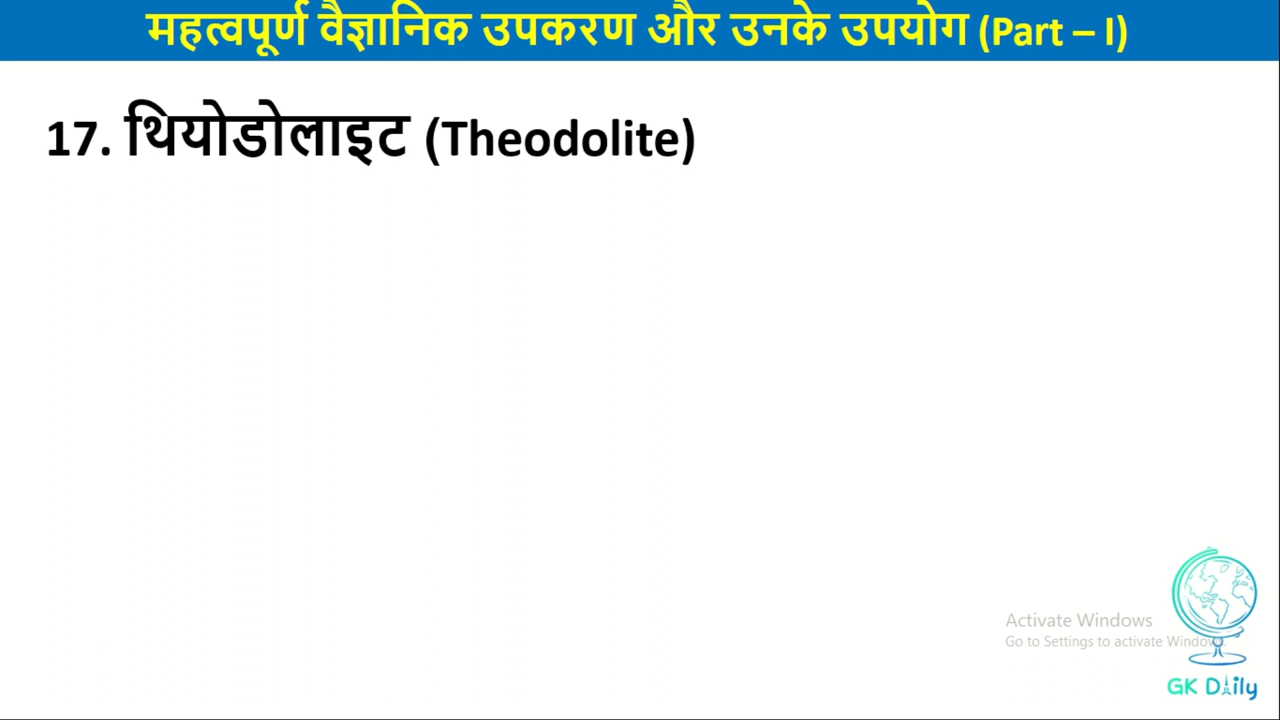 महत्वपूर्ण वैज्ञानिक उपकरण और उनके उपयोग (Part – I)
17. थियोडोलाइट (Theodolite)
Activate Windows
Go to Settings to activate Windows.
GK Daily